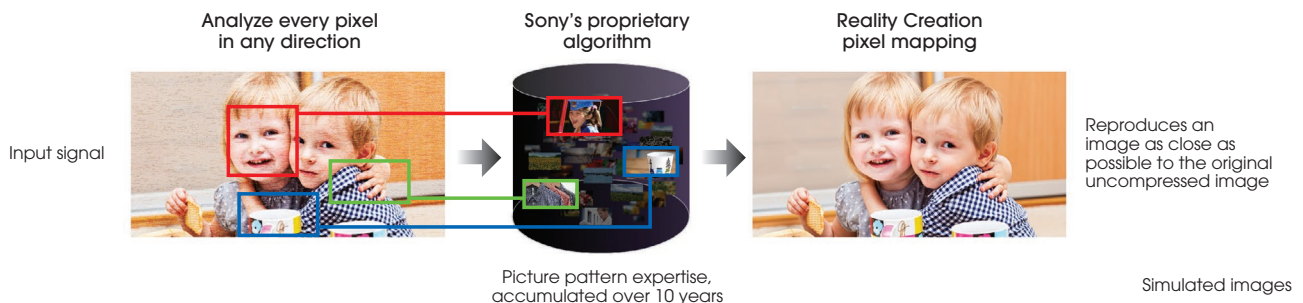 Analyze every pixel
in any direction
Sony's proprietary
algorithm
Reality Creation
pixel mapping
Input signal
Reproduces an
image as close as
possible to the original
uncompressed image
Picture pattern expertise,
accumulated over 10 years
Simulated images